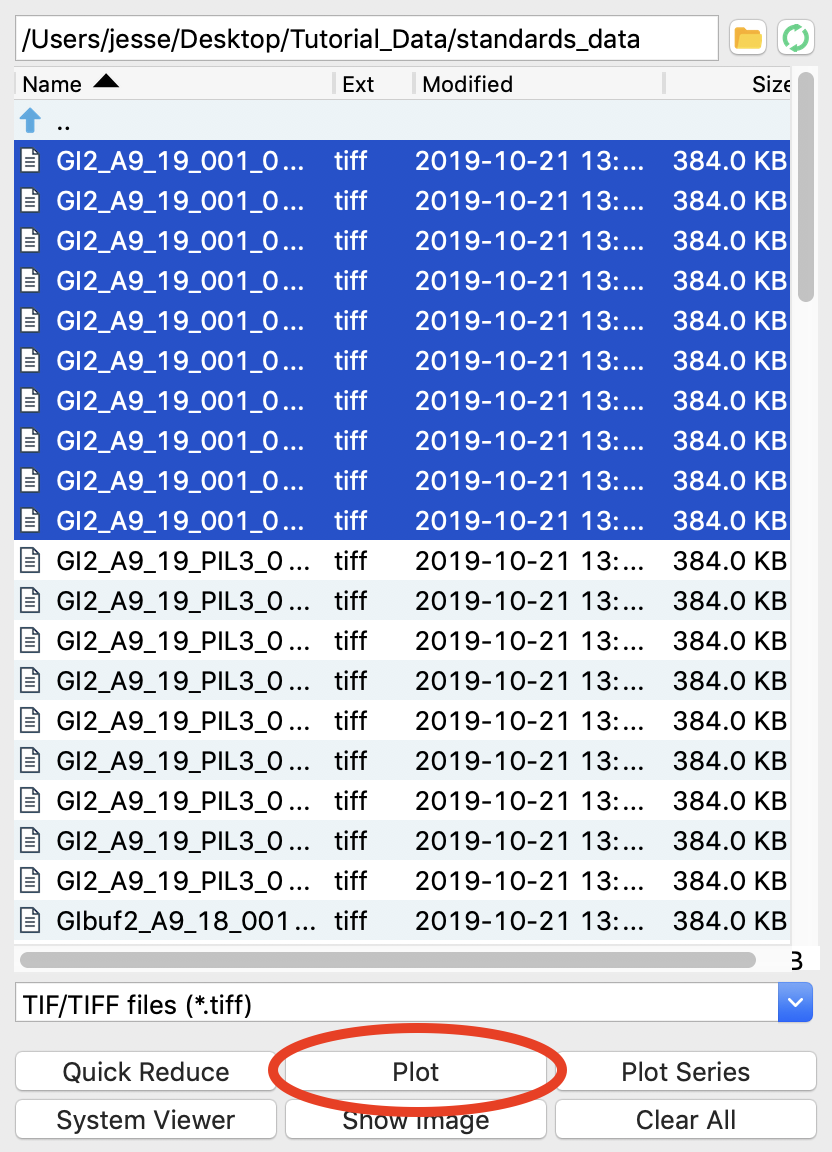 /Users/jesse/Desktop/Tutorial_Data/standards_data
Name Ext Modified Size
..
GI2_A9_19_001_0... tiff 2019-10-21 13:... 384.0 KB
GI2_A9_19_001_0... tiff 2019-10-21 13:... 384.0 KB
GI2_A9_19_001_0... tiff 2019-10-21 13:... 384.0 KB
GI2_A9_19_001_0... tiff 2019-10-21 13:... 384.0 KB
GI2_A9_19_001_0... tiff 2019-10-21 13:... 384.0 KB
GI2_A9_19_001_0... tiff 2019-10-21 13:... 384.0 KB
GI2_A9_19_001_0... tiff 2019-10-21 13:... 384.0 KB
GI2_A9_19_001_0... tiff 2019-10-21 13:... 384.0 KB
GI2_A9_19_001_0... tiff 2019-10-21 13:... 384.0 KB
GI2_A9_19_001_0... tiff 2019-10-21 13:... 384.0 KB
GI2_A9_19_PIL3_0... tiff 2019-10-21 13:... 384.0 KB
GI2_A9_19_PIL3_0... tiff 2019-10-21 13:... 384.0 KB
GI2_A9_19_PIL3_0... tiff 2019-10-21 13:... 384.0 KB
GI2_A9_19_PIL3_0... tiff 2019-10-21 13:... 384.0 KB
GI2_A9_19_PIL3_0... tiff 2019-10-21 13:... 384.0 KB
GI2_A9_19_PIL3_0... tiff 2019-10-21 13:... 384.0 KB
GI2_A9_19_PIL3_0... tiff 2019-10-21 13:... 384.0 KB
GI2_A9_19_PIL3_0... tiff 2019-10-21 13:... 384.0 KB
GI2_A9_19_PIL3_0... tiff 2019-10-21 13:... 384.0 KB
GIbuf2_A9_18_001... tiff 2019-10-21 13:... 384.0 KB
TIF/TIFF files (*.tiff)
Quick Reduce Plot Plot Series
System Viewer Show Image Clear All